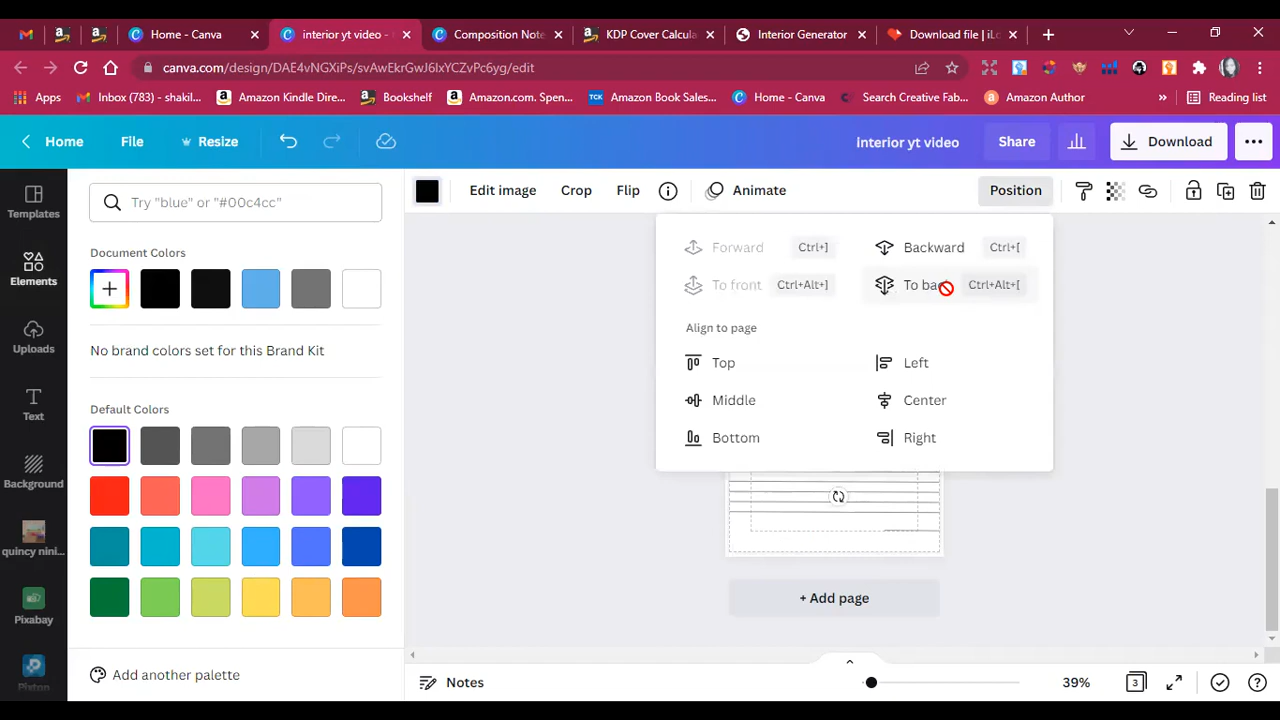 Home - Canva
interior yt video -
Composition Note
KDP Cover Calcula
Interior Generator
Download file | iLo
canva.com/design/DAE4vNGXiPs/svAwEkrGwJ6lxYCZvPc6yg/edit
Apps
Inbox (783) - shakil...
Amazon Kindle Dire...
Bookshelf
Amazon.com. Spen...
TCK
Amazon Book Sales...
Home - Canva
Search Creative Fab...
Amazon Author
»
Reading list
Home
File
Resize
Interior yt video
Share
Download
Templates
Elements
Uploads
Text
Background
quincy nini...
Pixabay
Pixton
Try "blue" or "#00c4cc"
Document Colors
No brand colors set for this Brand Kit
Default Colors
Add another palette
Edit image
Crop
Flip
Animate
Position
Forward Ctrl+]
Backward Ctrl+[
To front Ctrl+Alt+]
To back Ctrl+Alt+[
Align to page
Top
Left
Middle
Center
Bottom
Right
+ Add page
Notes
39%
3